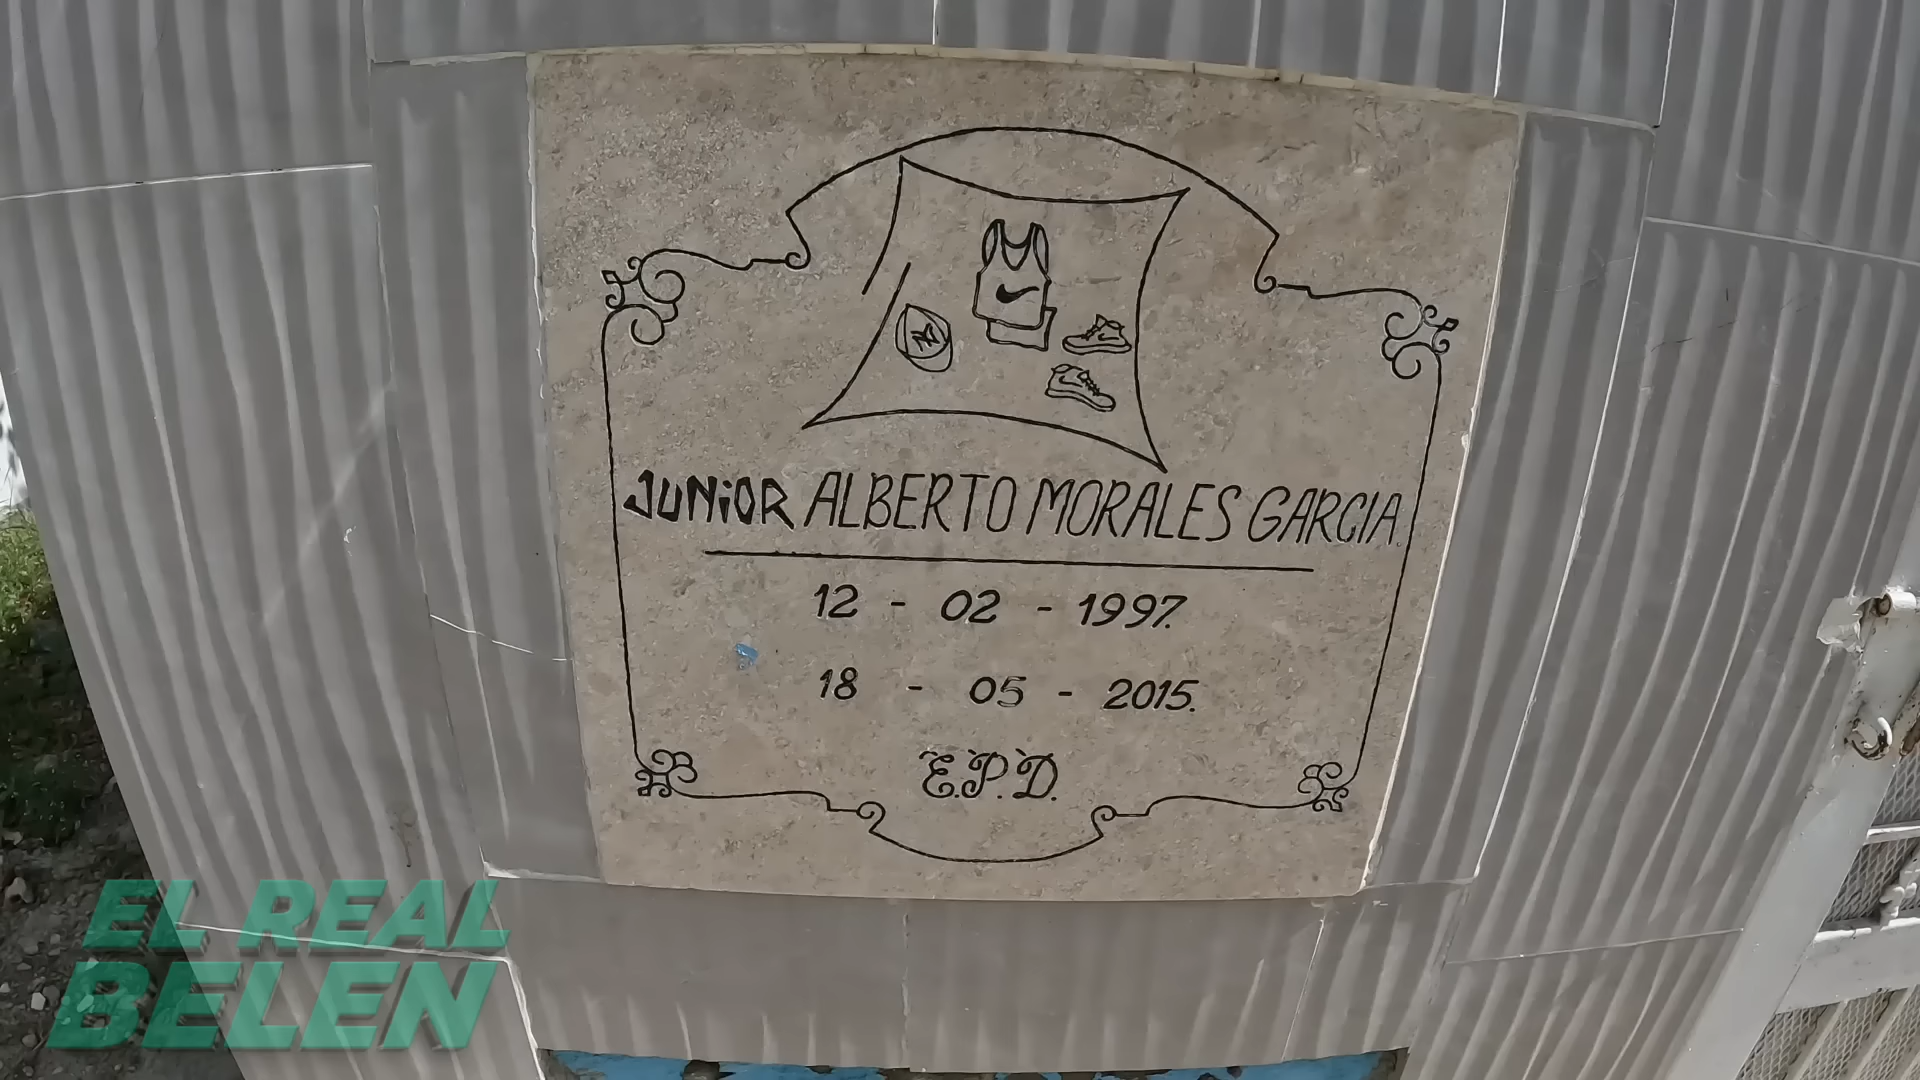 JUNiOR ALBERTO MORALES GARCIA.
12 - 02 - 1997.
18 - 05 - 2015.
E.P.D.
EL REAL
BELEN